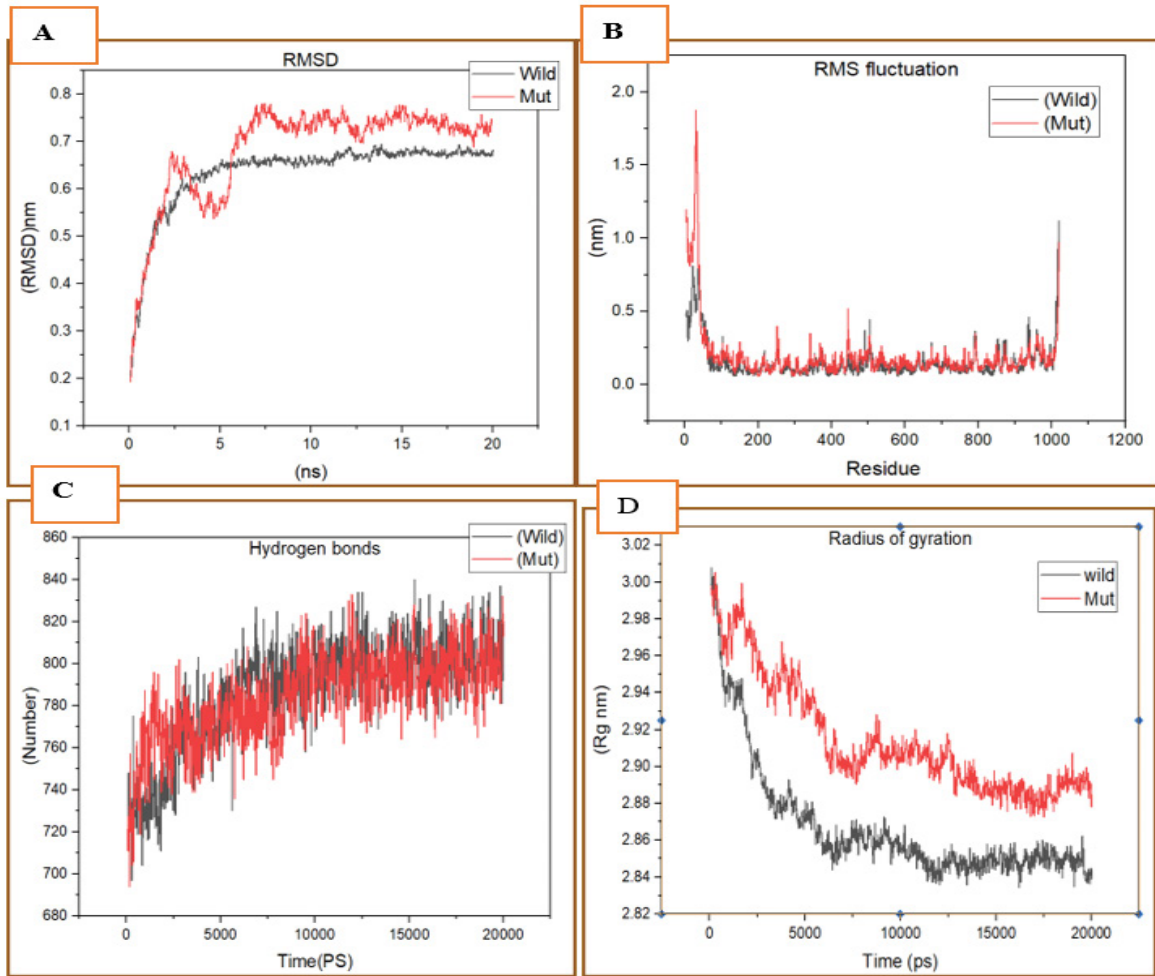 A
RMSD
Wild
Mut
0.8
0.7
0.6
0.5
0.4
0.3
0.2
0.1
(RMSD)nm
0 5 10 15 20
(ns)
B
RMS fluctuation
(Wild)
(Mut)
2.0
1.5
1.0
0.5
0.0
(nm)
0 200 400 600 800 1000 1200
Residue
C
Hydrogen bonds
(Wild)
(Mut)
860
840
820
800
780
760
740
720
700
680
(Number)
0 5000 10000 15000 20000
Time(PS)
D
Radius of gyration
wild
Mut
3.02
3.00
2.98
2.96
2.94
2.92
2.90
2.88
2.86
2.84
2.82
(Rg nm)
0 5000 10000 15000 20000
Time (ps)